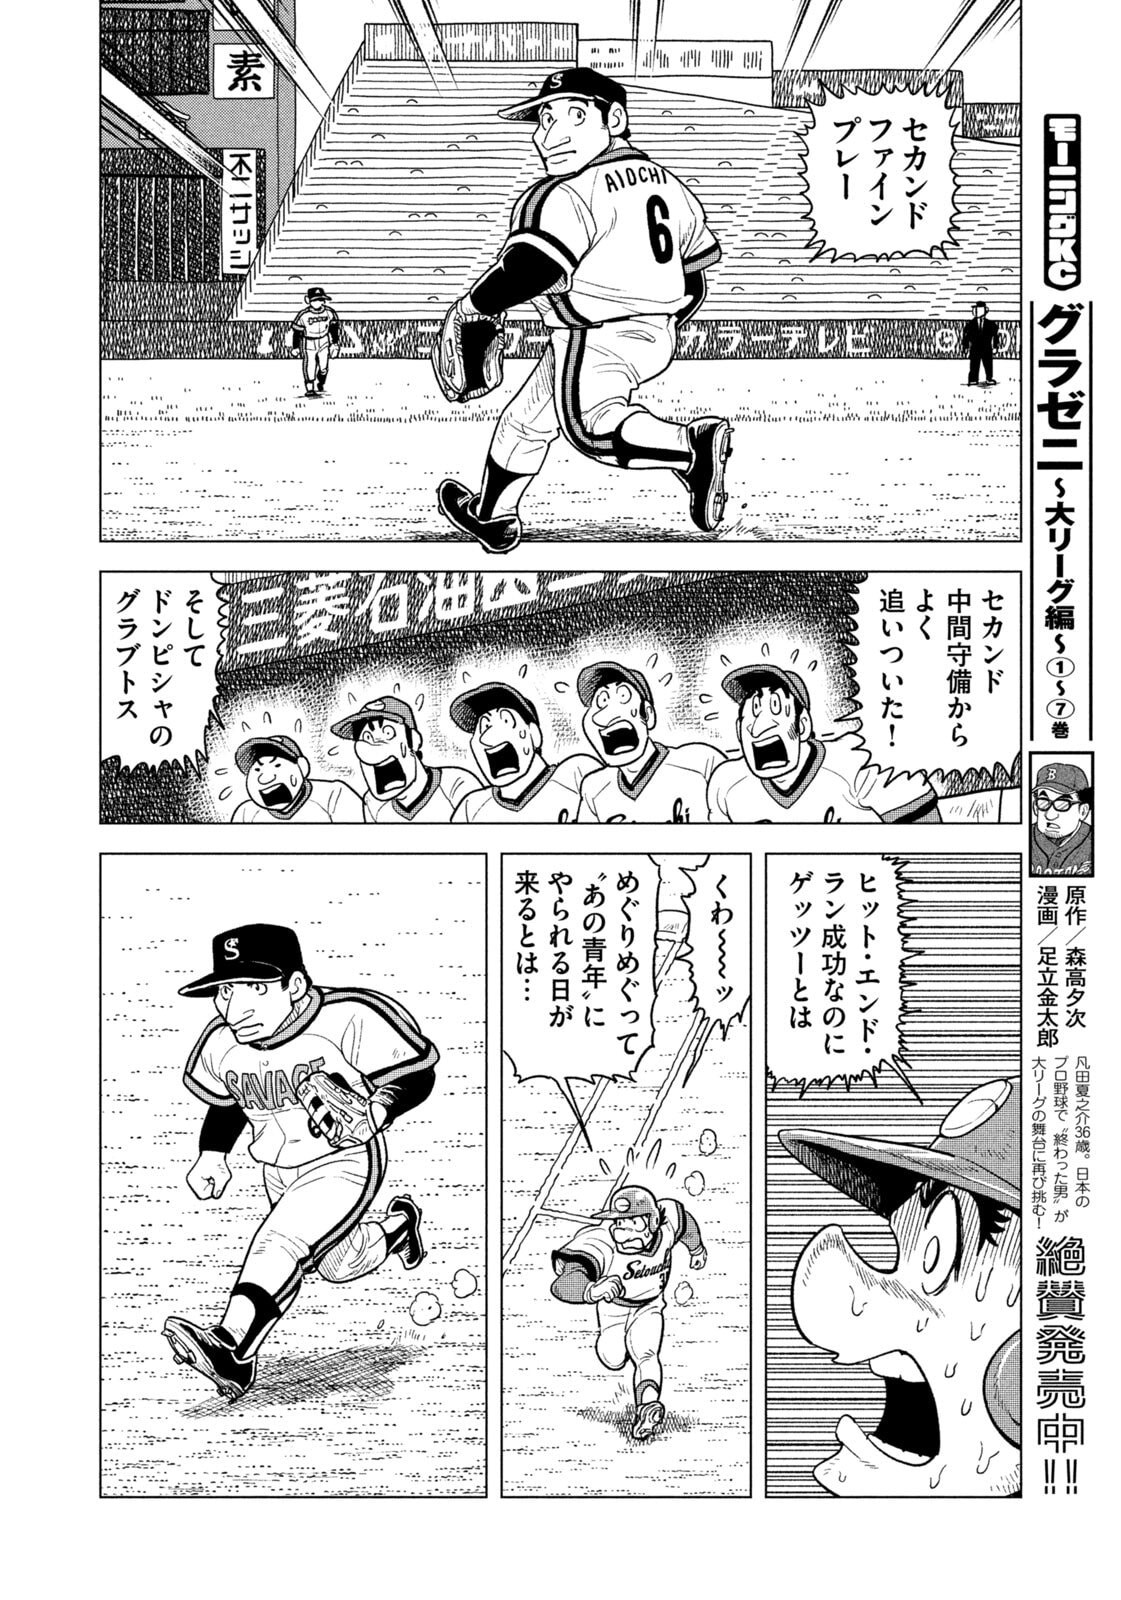 モーニングKC
グラゼニ
～大リーグ編～①～⑦巻
原作／森高夕次
漫画／足立金太郎
凡田夏之介36歳。日本の
プロ野球で〝終わった男〟が
大リーグの舞台に再び挑む！
絶賛発売中!!
B
セカンド
ファイン
プレー
素
不二サッシ
S
AIOCHI
6
カラーテレビ
セカンド
中間守備から
よく
追いついた！
三菱石油
そして
ドンピシャの
グラブトス
ヒット・エンド・
ラン成功なのに
ゲッツーとは
くわ～～ッ
めぐりめぐって
〝あの青年〟に
やられる日が
来るとは…
Setouchi
S
SAVAGE